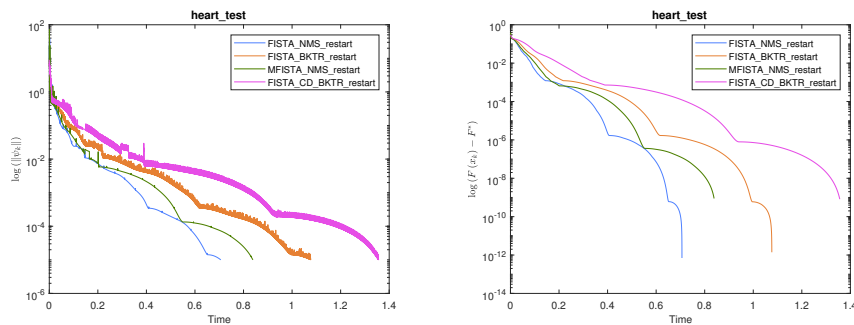 heart_test
log (||ψ_k||)
10^2
10^0
10^-2
10^-4
10^-6
0
0.2
0.4
0.6
0.8
1
1.2
1.4
Time
FISTA_NMS_restart
FISTA_BKTR_restart
MFISTA_NMS_restart
FISTA_CD_BKTR_restart
heart_test
log (F (x_k) − F*)
10^0
10^-2
10^-4
10^-6
10^-8
10^-10
10^-12
10^-14
0
0.2
0.4
0.6
0.8
1
1.2
1.4
Time
FISTA_NMS_restart
FISTA_BKTR_restart
MFISTA_NMS_restart
FISTA_CD_BKTR_restart